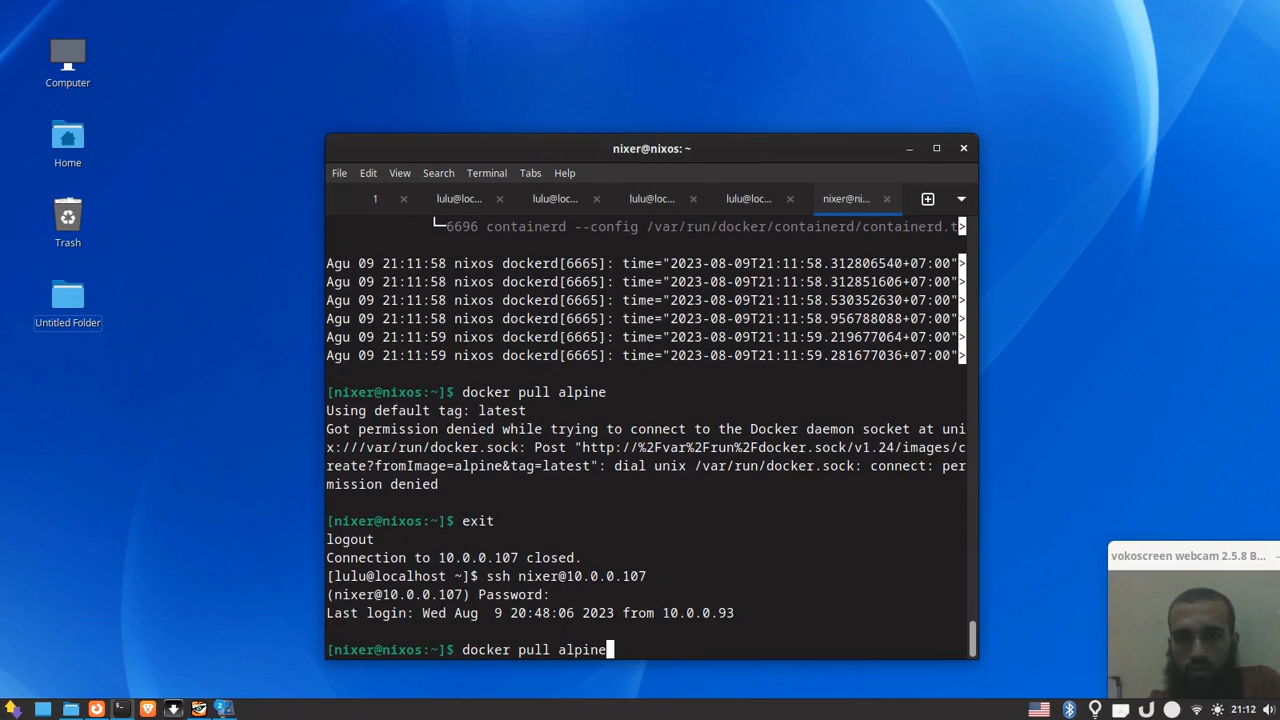 Computer
Home
Trash
Untitled Folder
nixer@nixos: ~
File Edit View Search Terminal Tabs Help
1 lulu@loc... lulu@loc... lulu@loc... lulu@loc... nixer@ni...
└─6696 containerd --config /var/run/docker/containerd/containerd.t>
Agu 09 21:11:58 nixos dockerd[6665]: time="2023-08-09T21:11:58.312806540+07:00">
Agu 09 21:11:58 nixos dockerd[6665]: time="2023-08-09T21:11:58.312851606+07:00">
Agu 09 21:11:58 nixos dockerd[6665]: time="2023-08-09T21:11:58.530352630+07:00">
Agu 09 21:11:58 nixos dockerd[6665]: time="2023-08-09T21:11:58.956788088+07:00">
Agu 09 21:11:59 nixos dockerd[6665]: time="2023-08-09T21:11:59.219677064+07:00">
Agu 09 21:11:59 nixos dockerd[6665]: time="2023-08-09T21:11:59.281677036+07:00">
[nixer@nixos:~]$ docker pull alpine
Using default tag: latest
Got permission denied while trying to connect to the Docker daemon socket at uni
x:///var/run/docker.sock: Post "http://%2Fvar%2Frun%2Fdocker.sock/v1.24/images/c
reate?fromImage=alpine&tag=latest": dial unix /var/run/docker.sock: connect: per
mission denied
[nixer@nixos:~]$ exit
logout
Connection to 10.0.0.107 closed.
[lulu@localhost ~]$ ssh nixer@10.0.0.107
(nixer@10.0.0.107) Password:
Last login: Wed Aug  9 20:48:06 2023 from 10.0.0.93
[nixer@nixos:~]$ docker pull alpine
vokoscreen webcam 2.5.8 B...
21:12